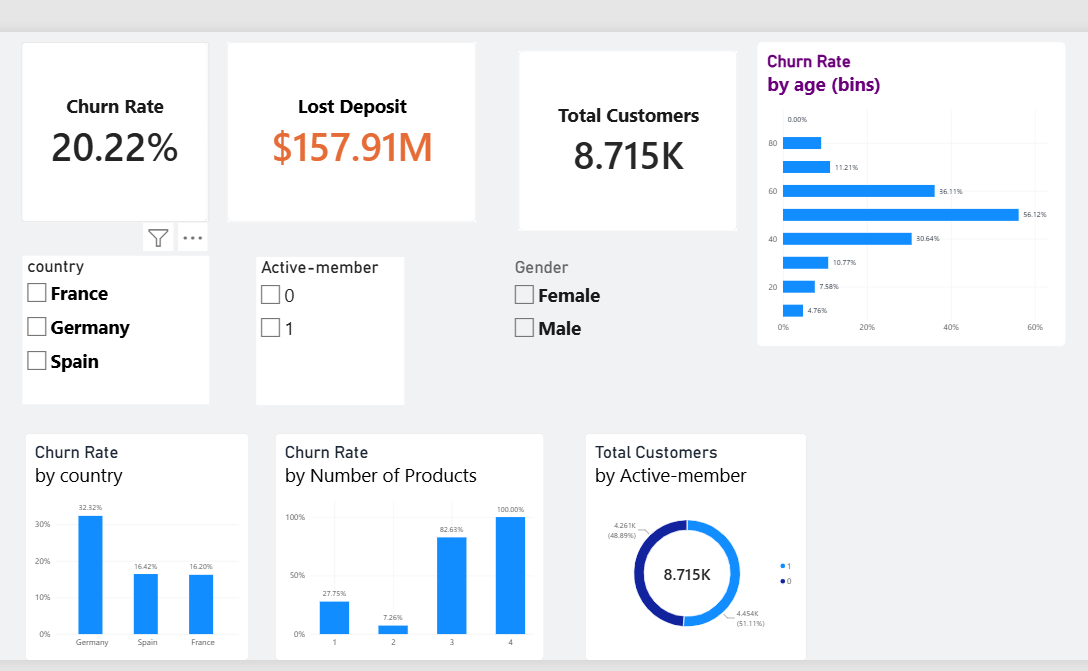 Churn Rate
20.22%
Lost Deposit
$157.91M
Total Customers
8.715K
Churn Rate
by age (bins)
0.00%
80
11.21%
60
36.11%
56.12%
40
30.64%
10.77%
20
7.58%
4.76%
0%
20%
40%
60%
country
France
Germany
Spain
Active-member
0
1
Gender
Female
Male
Churn Rate
by country
32.32%
30%
20%
16.42%
16.20%
10%
0%
Germany
Spain
France
Churn Rate
by Number of Products
100.00%
100%
82.63%
50%
27.75%
7.26%
0%
1
2
3
4
Total Customers
by Active-member
4.261K
(48.89%)
8.715K
1
0
4.454K
(51.11%)